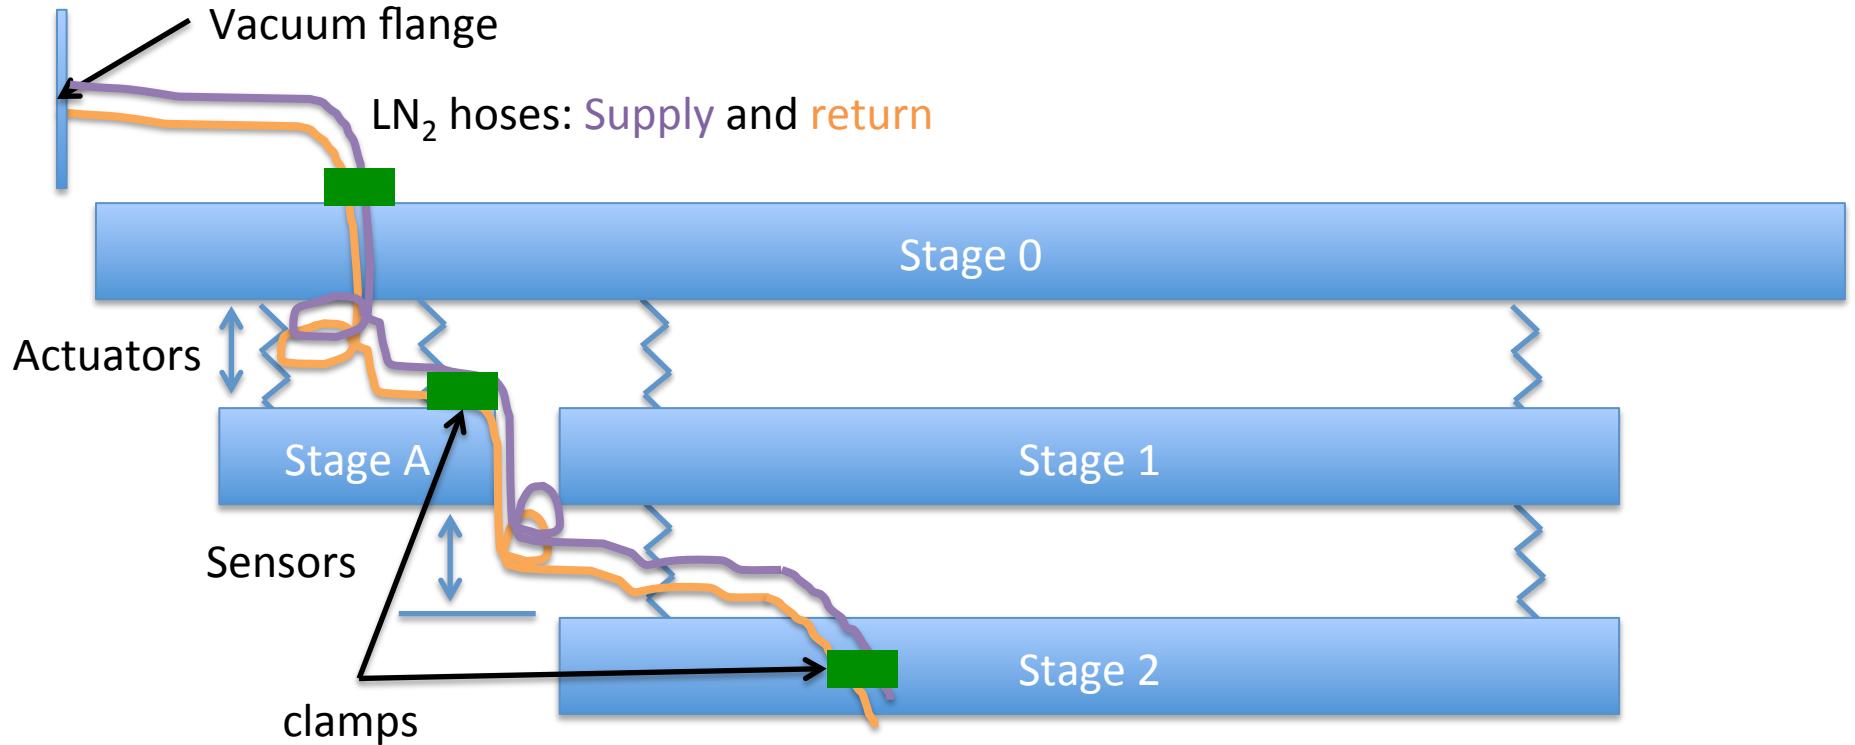 Vacuum flange
LN₂ hoses: Supply and return
Stage 0
Actuators
Stage A
Stage 1
Sensors
Stage 2
clamps